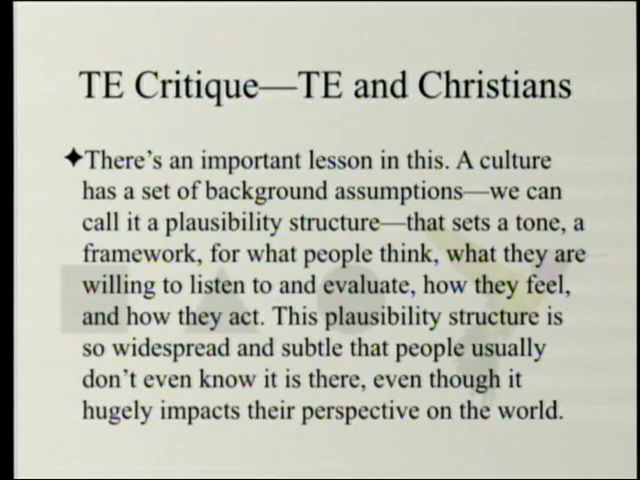 TE Critique—TE and Christians
✦There's an important lesson in this. A culture
has a set of background assumptions—we can
call it a plausibility structure—that sets a tone, a
framework, for what people think, what they are
willing to listen to and evaluate, how they feel,
and how they act. This plausibility structure is
so widespread and subtle that people usually
don't even know it is there, even though it
hugely impacts their perspective on the world.